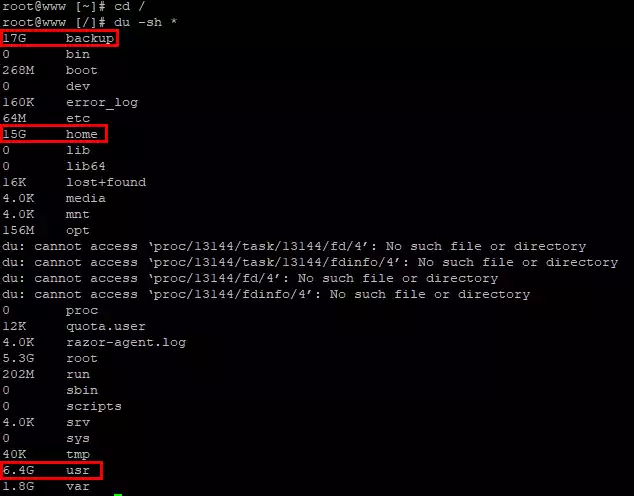 root@www [~]# cd /
root@www [/]# du -sh *
17G backup
0 bin
268M boot
0 dev
160K error_log
64M etc
15G home
0 lib
0 lib64
16K lost+found
4.0K media
4.0K mnt
156M opt
du: cannot access ‘proc/13144/task/13144/fd/4’: No such file or directory
du: cannot access ‘proc/13144/task/13144/fdinfo/4’: No such file or directory
du: cannot access ‘proc/13144/fd/4’: No such file or directory
du: cannot access ‘proc/13144/fdinfo/4’: No such file or directory
0 proc
12K quota.user
4.0K razor-agent.log
5.3G root
202M run
0 sbin
0 scripts
4.0K srv
0 sys
40K tmp
6.4G usr
1.8G var